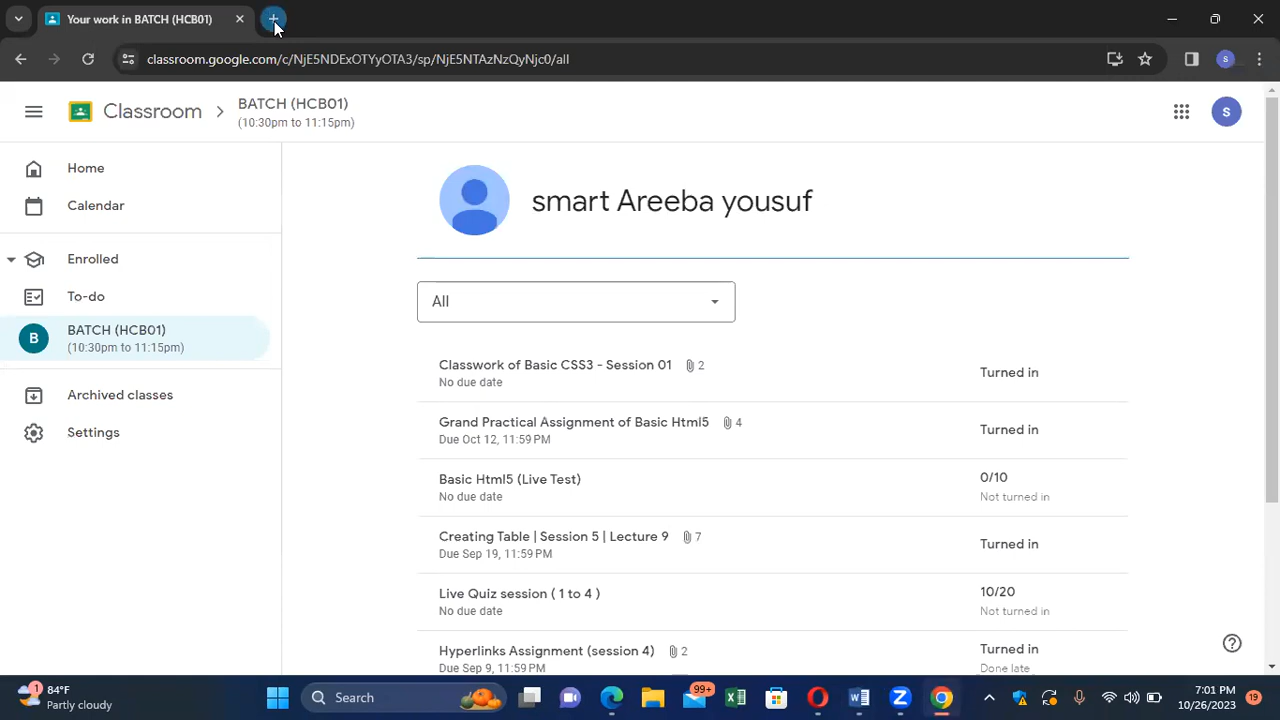 Your work in BATCH (HCB01)
classroom.google.com/c/NjE5NDExOTYyOTA3/sp/NjE5NTAzNzQyNjc0/all
S
Classroom
BATCH (HCB01)
(10:30pm to 11:15pm)
S
Home
Calendar
Enrolled
To-do
B
BATCH (HCB01)
(10:30pm to 11:15pm)
Archived classes
Settings
smart Areeba yousuf
All
Classwork of Basic CSS3 - Session 01 2
No due date
Turned in
Grand Practical Assignment of Basic Html5 4
Due Oct 12, 11:59 PM
Turned in
Basic Html5 (Live Test)
No due date
0/10
Not turned in
Creating Table | Session 5 | Lecture 9 7
Due Sep 19, 11:59 PM
Turned in
Live Quiz session ( 1 to 4 )
No due date
10/20
Not turned in
Hyperlinks Assignment (session 4) 2
Due Sep 9, 11:59 PM
Turned in
Done late
1
84°F
Partly cloudy
Search
99+
7:01 PM
10/26/2023
19